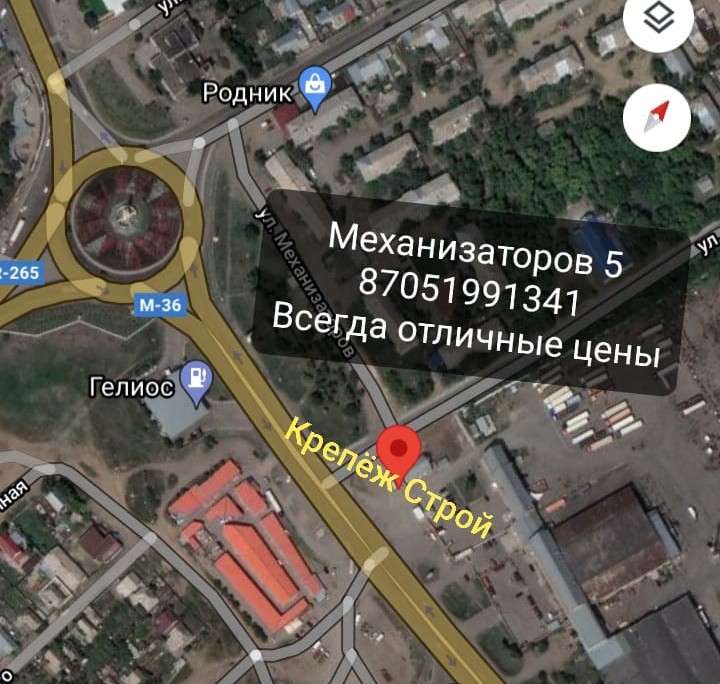 ул.
Родник
ул. Механизаторов
Механизаторов 5
87051991341
Всегда отличные цены
ул.
-265
М-36
Гелиос
Крепёж Строй
ная